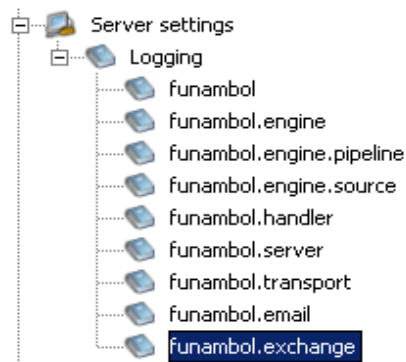 Server settings
Logging
funambol
funambol.engine
funambol.engine.pipeline
funambol.engine.source
funambol.handler
funambol.server
funambol.transport
funambol.email
funambol.exchange